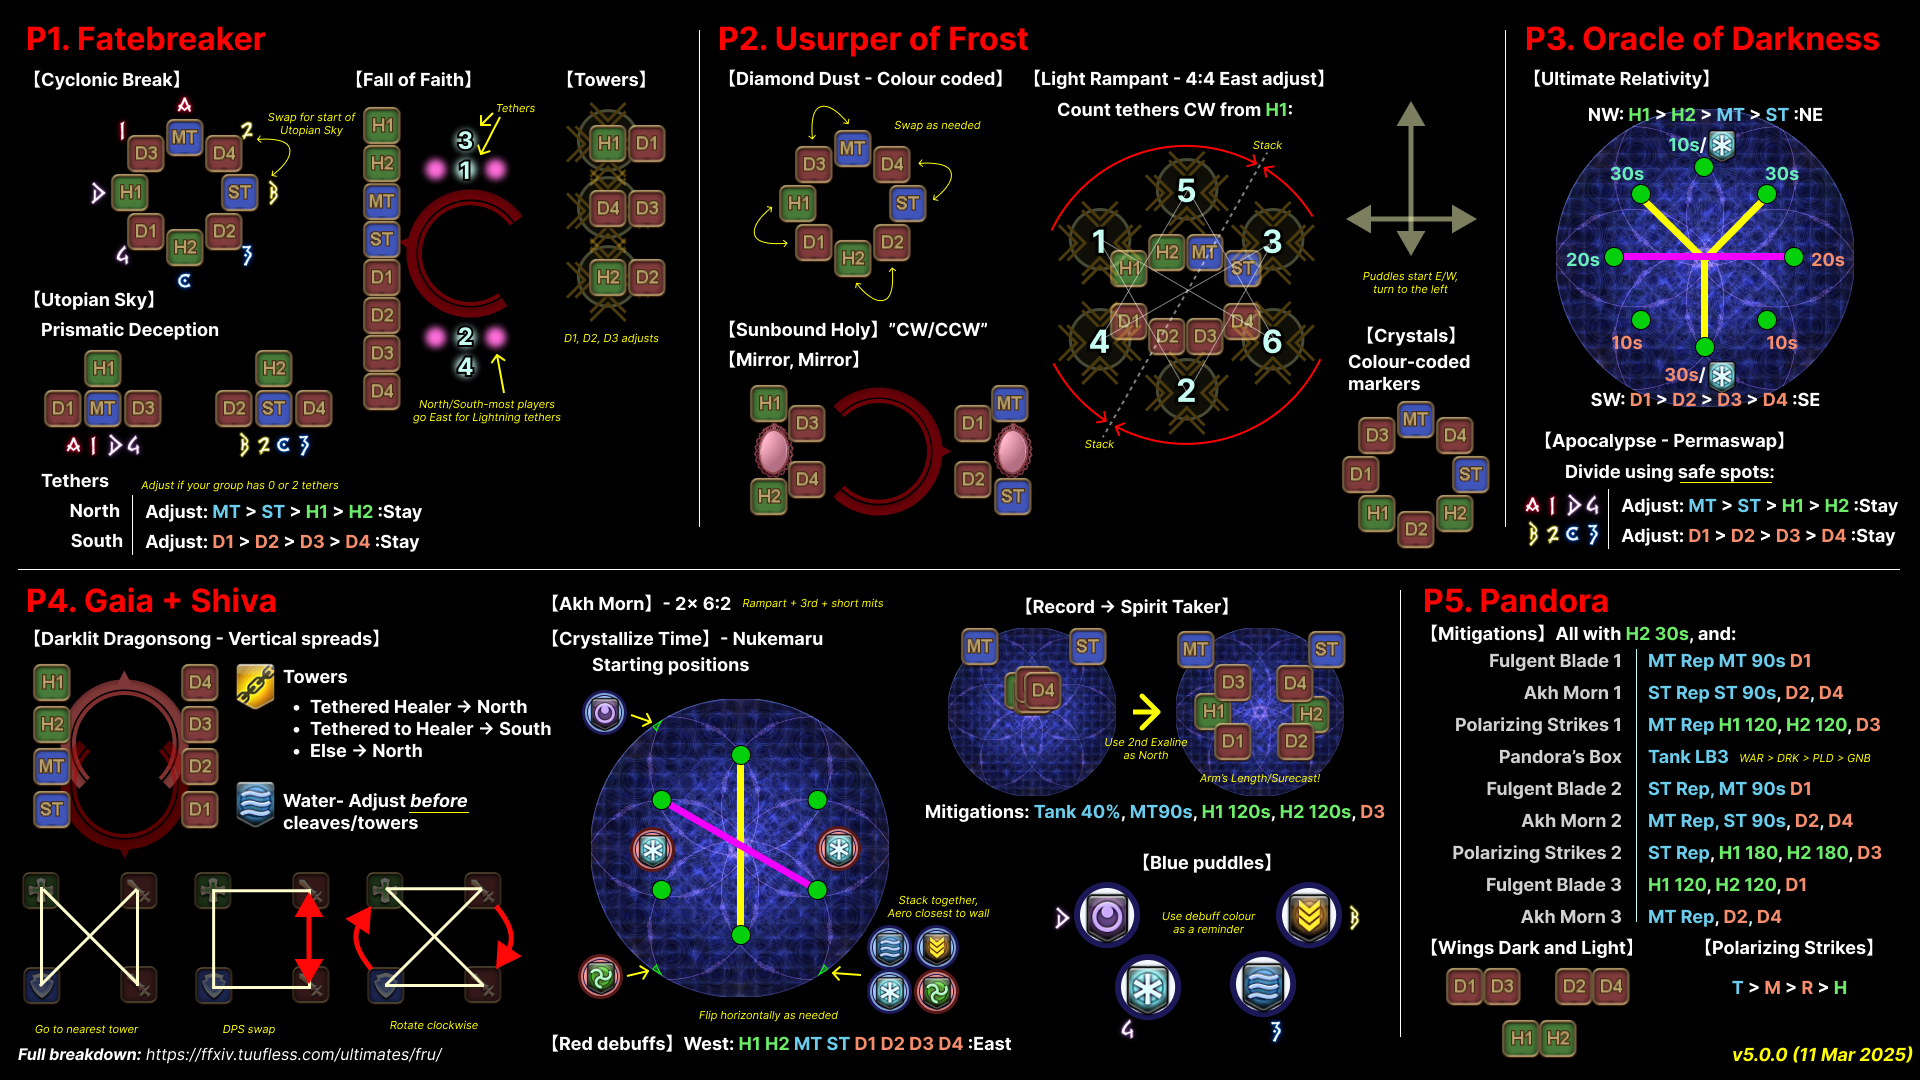 P1. Fatebreaker
【Cyclonic Break】
A
1
2
MT
D3
D4
Swap for start of
Utopian Sky
D
H1
ST
B
D1
D2
4
H2
3
C
【Fall of Faith】
H1
H2
MT
ST
D1
D2
D3
D4
Tethers
3
1
2
4
North/South-most players
go East for Lightning tethers
【Towers】
H1 D1
D4 D3
H2 D2
D1, D2, D3 adjusts
【Utopian Sky】
Prismatic Deception
H1
D1 MT D3
A 1 D 4
H2
D2 ST D4
B 2 C 3
Tethers
Adjust if your group has 0 or 2 tethers
North
Adjust: MT > ST > H1 > H2 :Stay
South
Adjust: D1 > D2 > D3 > D4 :Stay
P2. Usurper of Frost
【Diamond Dust - Colour coded】
Swap as needed
MT
D3
D4
H1
ST
D1
D2
H2
【Sunbound Holy】”CW/CCW”
【Mirror, Mirror】
H1
D3
D4
H2
MT
D1
D2
ST
【Light Rampant - 4:4 East adjust】
Count tethers CW from H1:
Stack
5
1
3
H1 H2 MT ST
D1 D2 D3 D4
4
6
2
Stack
Puddles start E/W,
turn to the left
【Crystals】
Colour-coded
markers
MT
D3
D4
D1
ST
H1
H2
D2
P3. Oracle of Darkness
【Ultimate Relativity】
NW: H1 > H2 > MT > ST :NE
10s/
30s
30s
20s
20s
10s
10s
30s/
SW: D1 > D2 > D3 > D4 :SE
【Apocalypse - Permaswap】
Divide using safe spots:
A 1 D 4
Adjust: MT > ST > H1 > H2 :Stay
B 2 C 3
Adjust: D1 > D2 > D3 > D4 :Stay
P4. Gaia + Shiva
【Darklit Dragonsong - Vertical spreads】
H1
H2
MT
ST
D4
D3
D2
D1
Towers
• Tethered Healer → North
• Tethered to Healer → South
• Else → North
Water- Adjust before
cleaves/towers
Go to nearest tower
DPS swap
Rotate clockwise
Full breakdown: https://ffxiv.tuufless.com/ultimates/fru/
【Akh Morn】- 2× 6:2
Rampart + 3rd + short mits
【Crystallize Time】- Nukemaru
Starting positions
Stack together,
Aero closest to wall
Flip horizontally as needed
【Red debuffs】West: H1 H2 MT ST D1 D2 D3 D4 :East
【Record → Spirit Taker】
MT
ST
D4
Use 2nd Exaline
as North
MT
ST
D3
D4
H1
H2
D1
D2
Arm's Length/Surecast!
Mitigations: Tank 40%, MT90s, H1 120s, H2 120s, D3
【Blue puddles】
D
B
Use debuff colour
as a reminder
4
3
P5. Pandora
【Mitigations】All with H2 30s, and:
Fulgent Blade 1
MT Rep MT 90s D1
Akh Morn 1
ST Rep ST 90s, D2, D4
Polarizing Strikes 1
MT Rep H1 120, H2 120, D3
Pandora's Box
Tank LB3 WAR > DRK > PLD > GNB
Fulgent Blade 2
ST Rep, MT 90s D1
Akh Morn 2
MT Rep, ST 90s, D2, D4
Polarizing Strikes 2
ST Rep, H1 180, H2 180, D3
Fulgent Blade 3
H1 120, H2 120, D1
Akh Morn 3
MT Rep, D2, D4
【Wings Dark and Light】
D1 D3
D2 D4
H1 H2
【Polarizing Strikes】
T > M > R > H
v5.0.0 (11 Mar 2025)